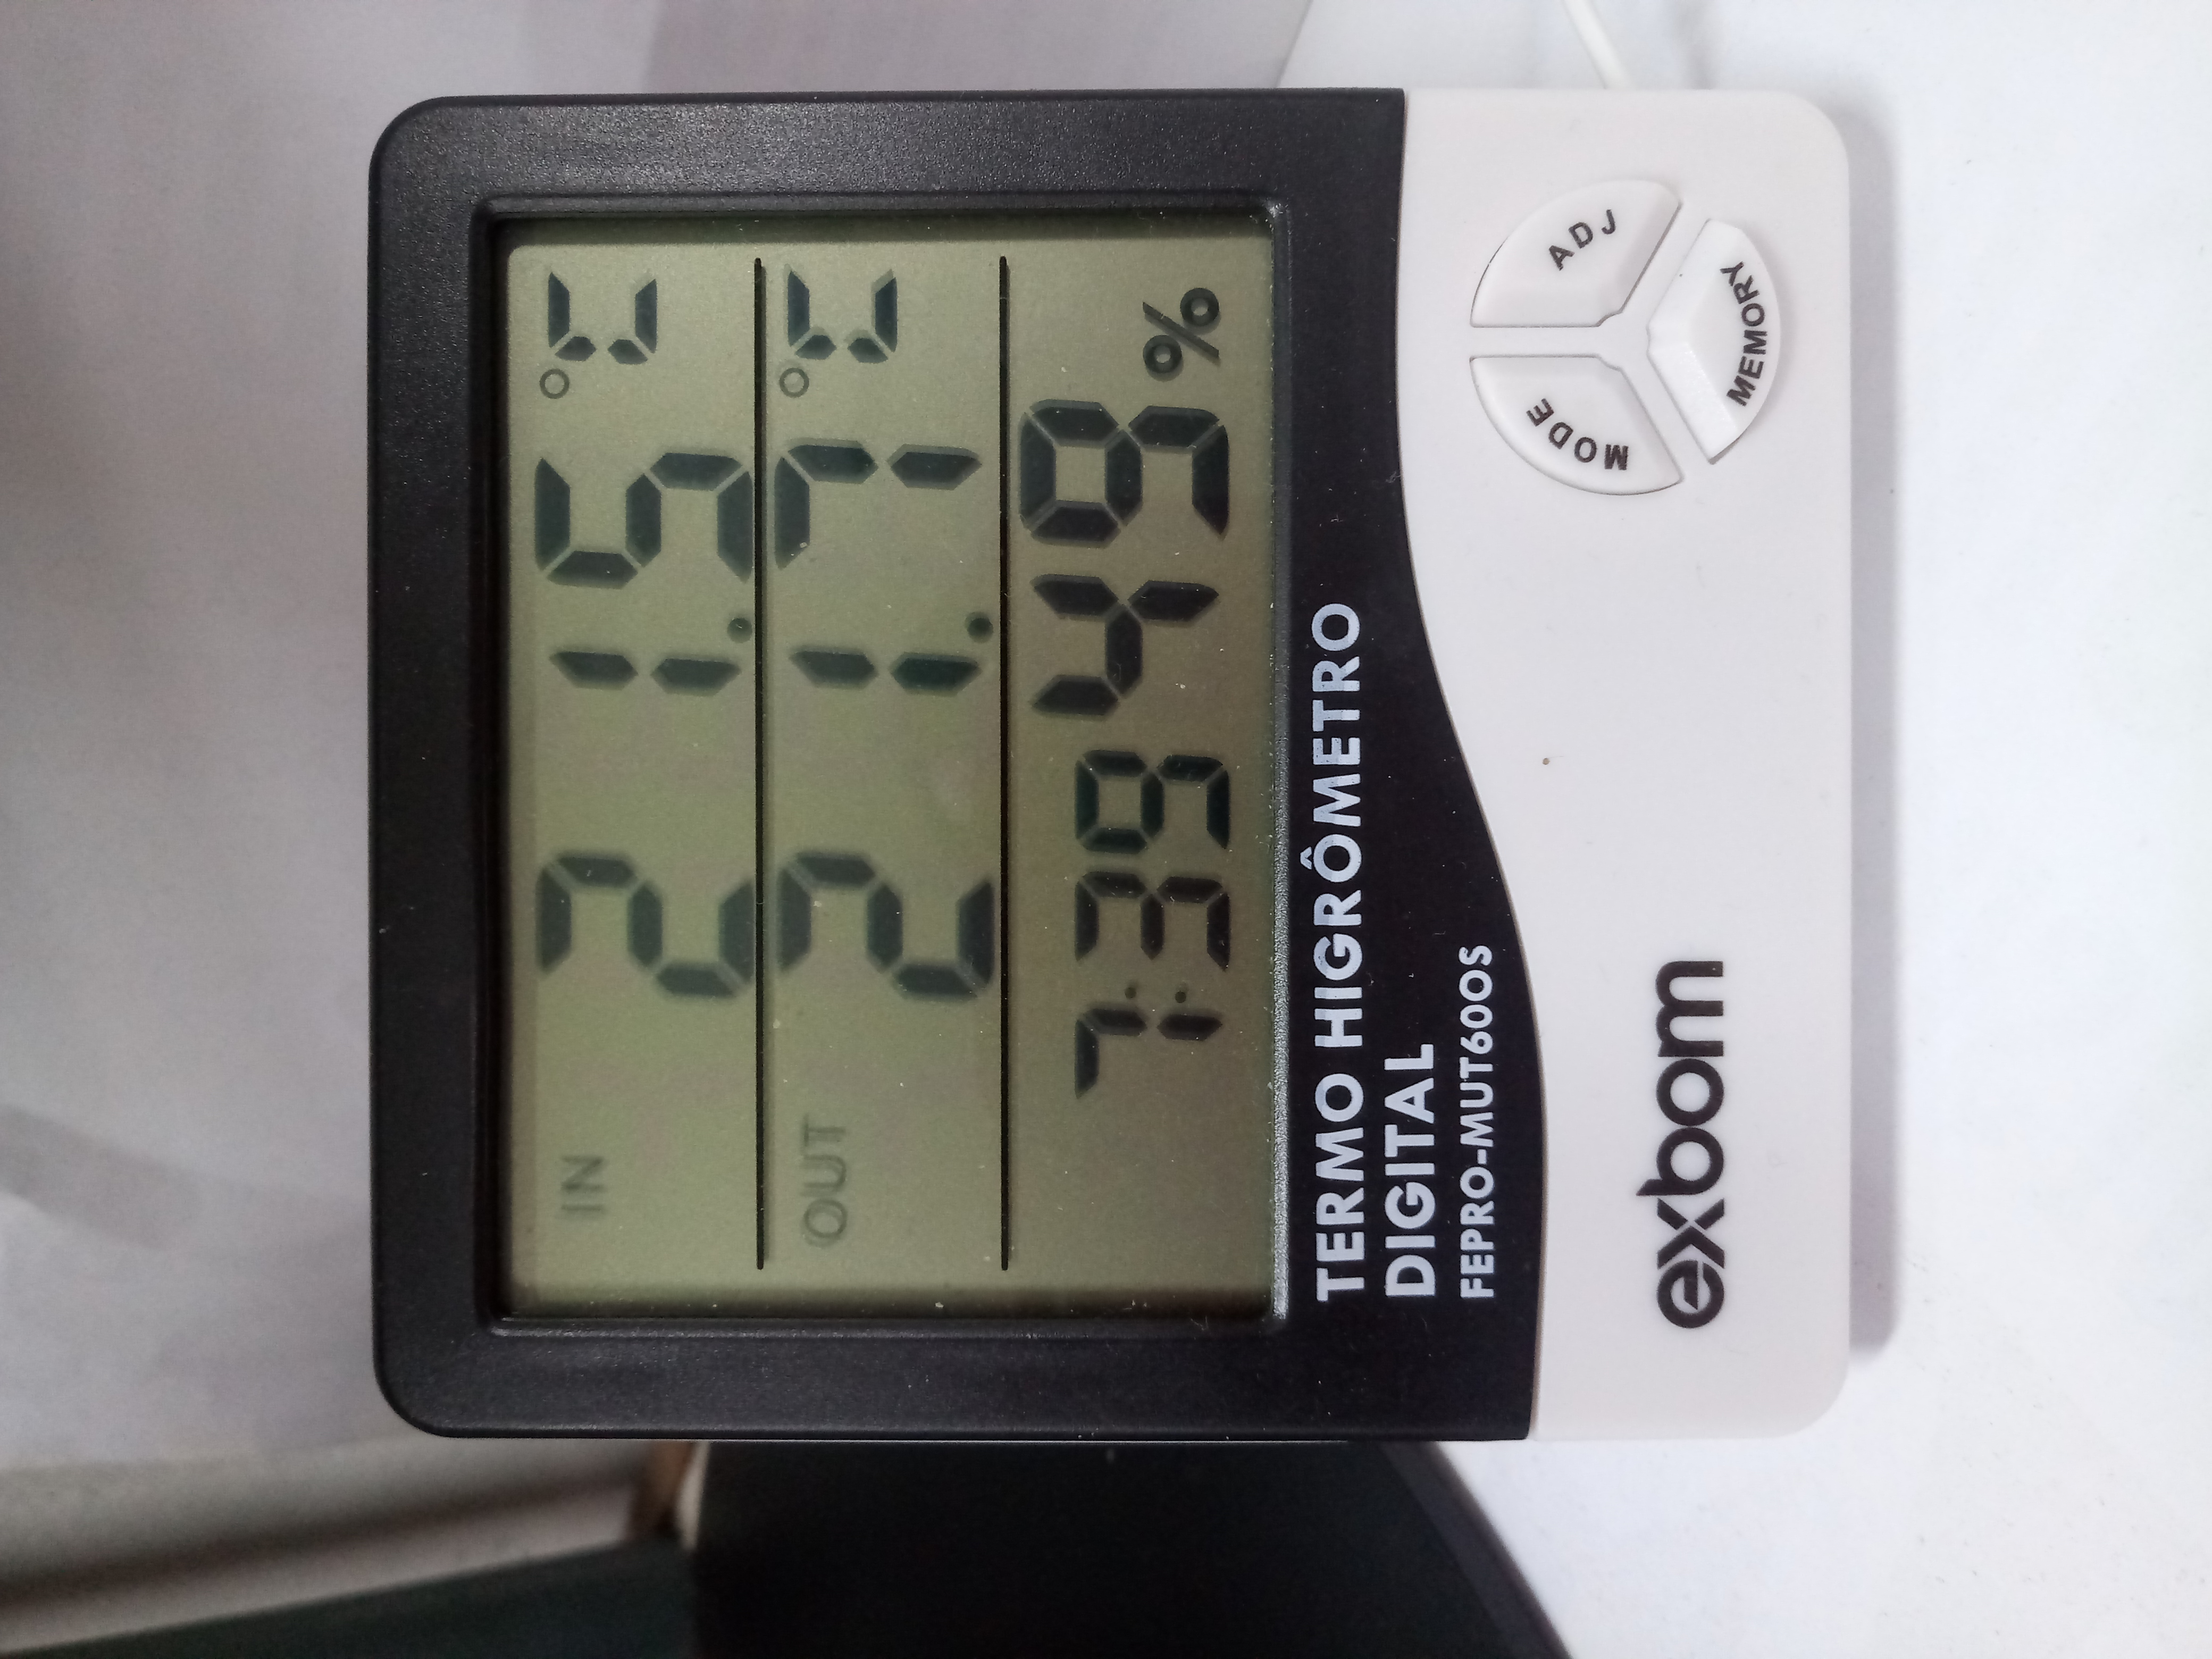 IN 21.5 °C
OUT 21.7 °C
7:39 49 %
TERMO HIGRÔMETRO
DIGITAL
FEPRO-MUT600S
MODE ADJ
exbom
MEMORY